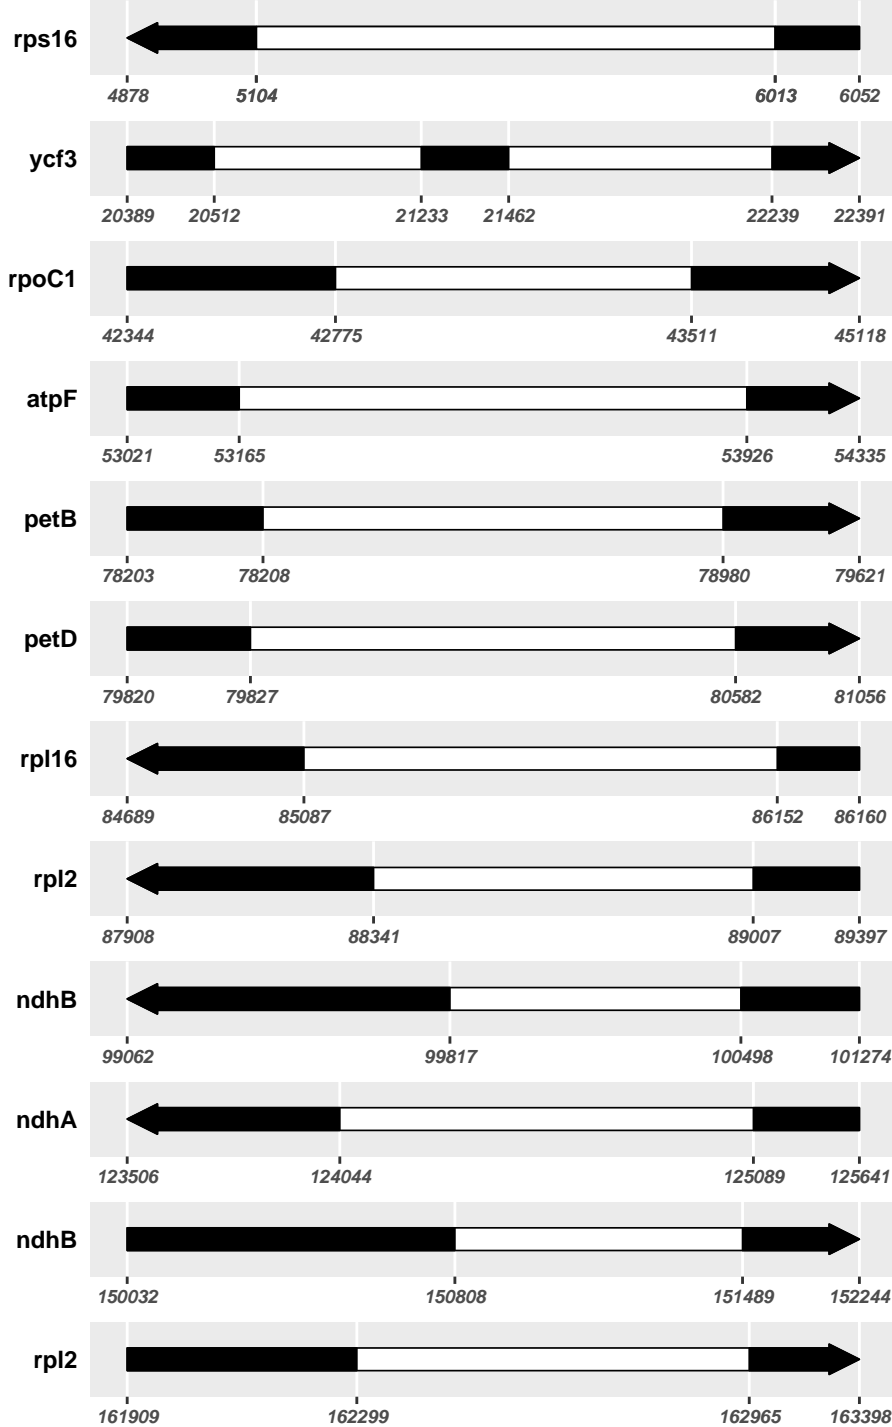 rps16
4878 5104 6013 6052
ycf3
20389 20512 21233 21462 22239 22391
rpoC1
42344 42775 43511 45118
atpF
53021 53165 53926 54335
petB
78203 78208 78980 79621
petD
79820 79827 80582 81056
rpl16
84689 85087 86152 86160
rpl2
87908 88341 89007 89397
ndhB
99062 99817 100498 101274
ndhA
123506 124044 125089 125641
ndhB
150032 150808 151489 152244
rpl2
161909 162299 162965 163398